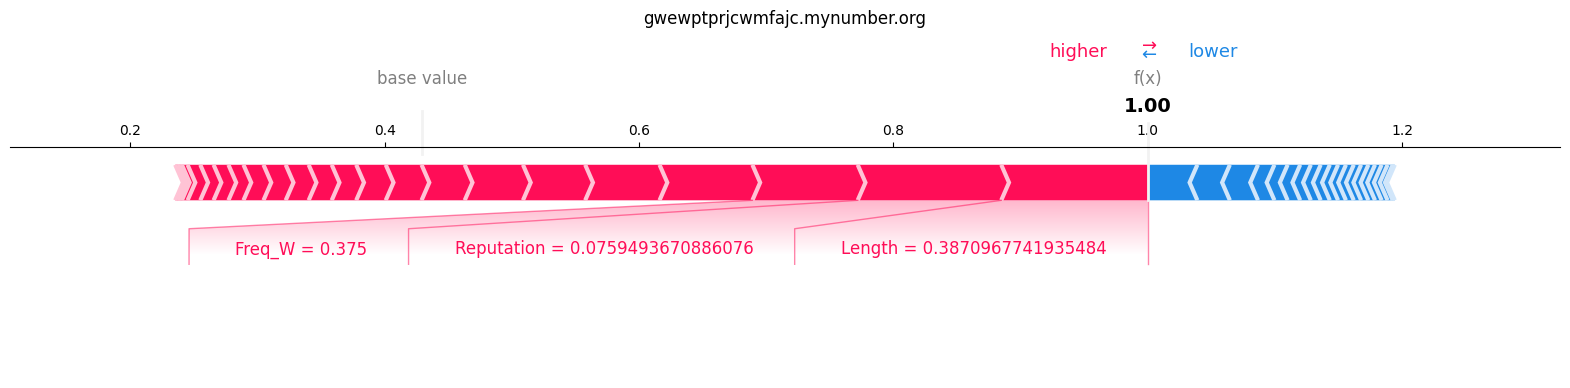 gwewptprjcwmfajc.mynumber.org
higher → ← lower
base value f(x)
1.00
0.2 0.4 0.6 0.8 1.0 1.2
Freq_W = 0.375 Reputation = 0.0759493670886076 Length = 0.3870967741935484